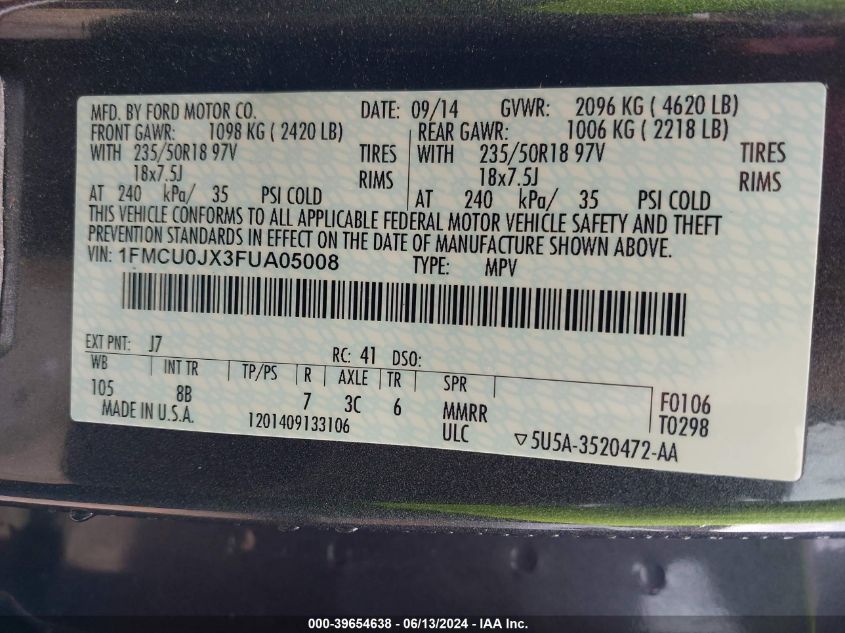 MFD. BY FORD MOTOR CO. DATE: 09/14 GVWR: 2096 KG ( 4620 LB)
FRONT GAWR: 1098 KG ( 2420 LB) REAR GAWR: 1006 KG ( 2218 LB)
WITH 235/50R18 97V TIRES WITH 235/50R18 97V TIRES
18x7.5J RIMS 18x7.5J RIMS
AT 240 kPa/ 35 PSI COLD AT 240 kPa/ 35 PSI COLD
THIS VEHICLE CONFORMS TO ALL APPLICABLE FEDERAL MOTOR VEHICLE SAFETY AND THEFT
PREVENTION STANDARDS IN EFFECT ON THE DATE OF MANUFACTURE SHOWN ABOVE.
VIN: 1FMCU0JX3FUA05008 TYPE: MPV
EXT PNT: J7 RC: 41 DSO:
WB INT TR TP/PS R AXLE TR SPR
105 8B 7 3C 6 MMRR F0106
MADE IN U.S.A. 1201409133106 ULC T0298
▽5U5A-3520472-AA
000-39654638 - 06/13/2024 - IAA Inc.